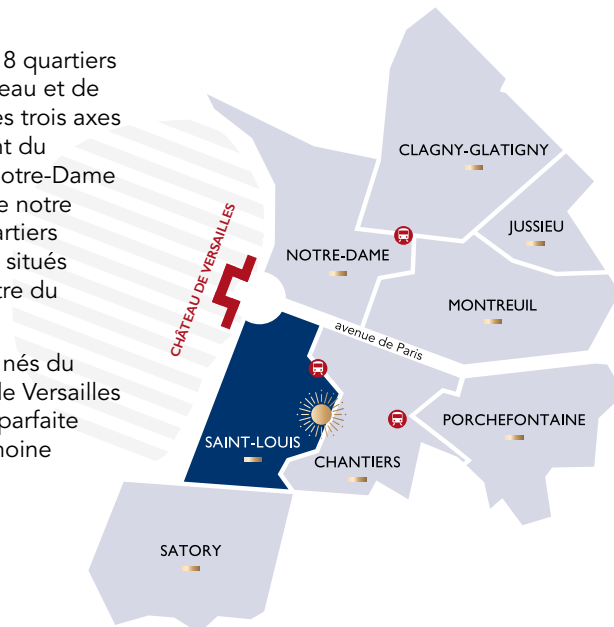 8 quartiers
eau et de
es trois axes
nt du
otre-Dame
e notre
artiers
situés
tre du
nés du
de Versailles
parfaite
moine
CLAGNY-GLATIGNY
JUSSIEU
NOTRE-DAME
MONTREUIL
CHÂTEAU DE VERSAILLES
avenue de Paris
PORCHEFONTAINE
SAINT-LOUIS
CHANTIERS
SATORY